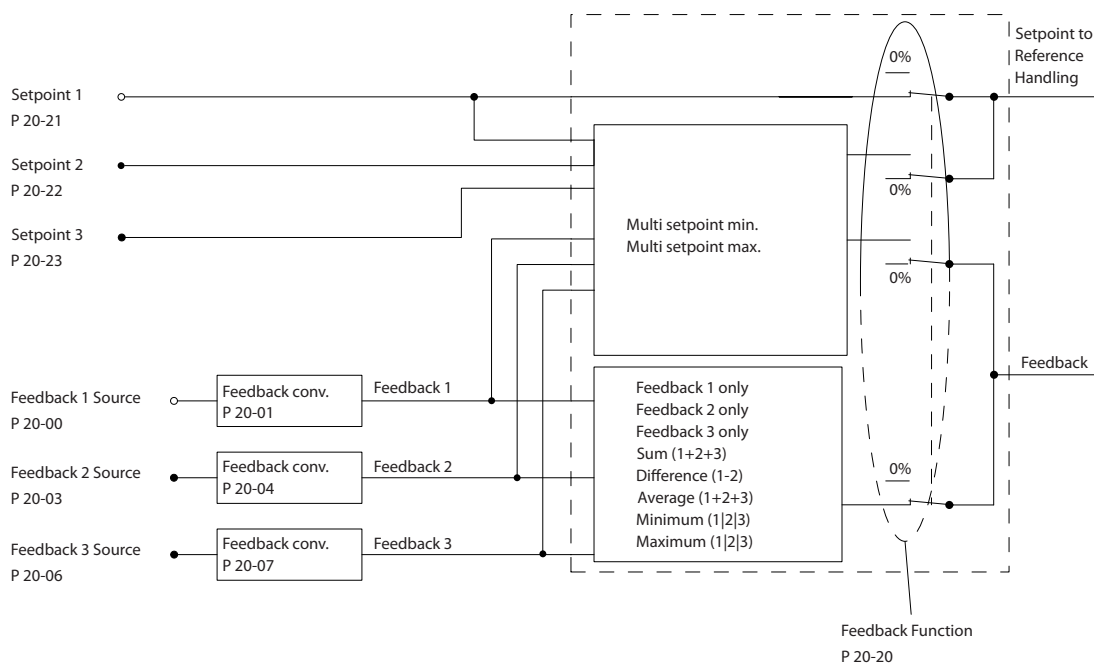 Setpoint to
Reference
Handling
0%
Setpoint 1
P 20-21
Setpoint 2
P 20-22
0%
Setpoint 3
P 20-23
Multi setpoint min.
Multi setpoint max.
0%
Feedback
Feedback 1 Source
P 20-00
Feedback conv.
P 20-01
Feedback 1
Feedback 2 Source
P 20-03
Feedback conv.
P 20-04
Feedback 2
Feedback 3 Source
P 20-06
Feedback conv.
P 20-07
Feedback 3
Feedback 1 only
Feedback 2 only
Feedback 3 only
Sum (1+2+3)
Difference (1-2)
Average (1+2+3)
Minimum (1|2|3)
Maximum (1|2|3)
0%
Feedback Function
P 20-20